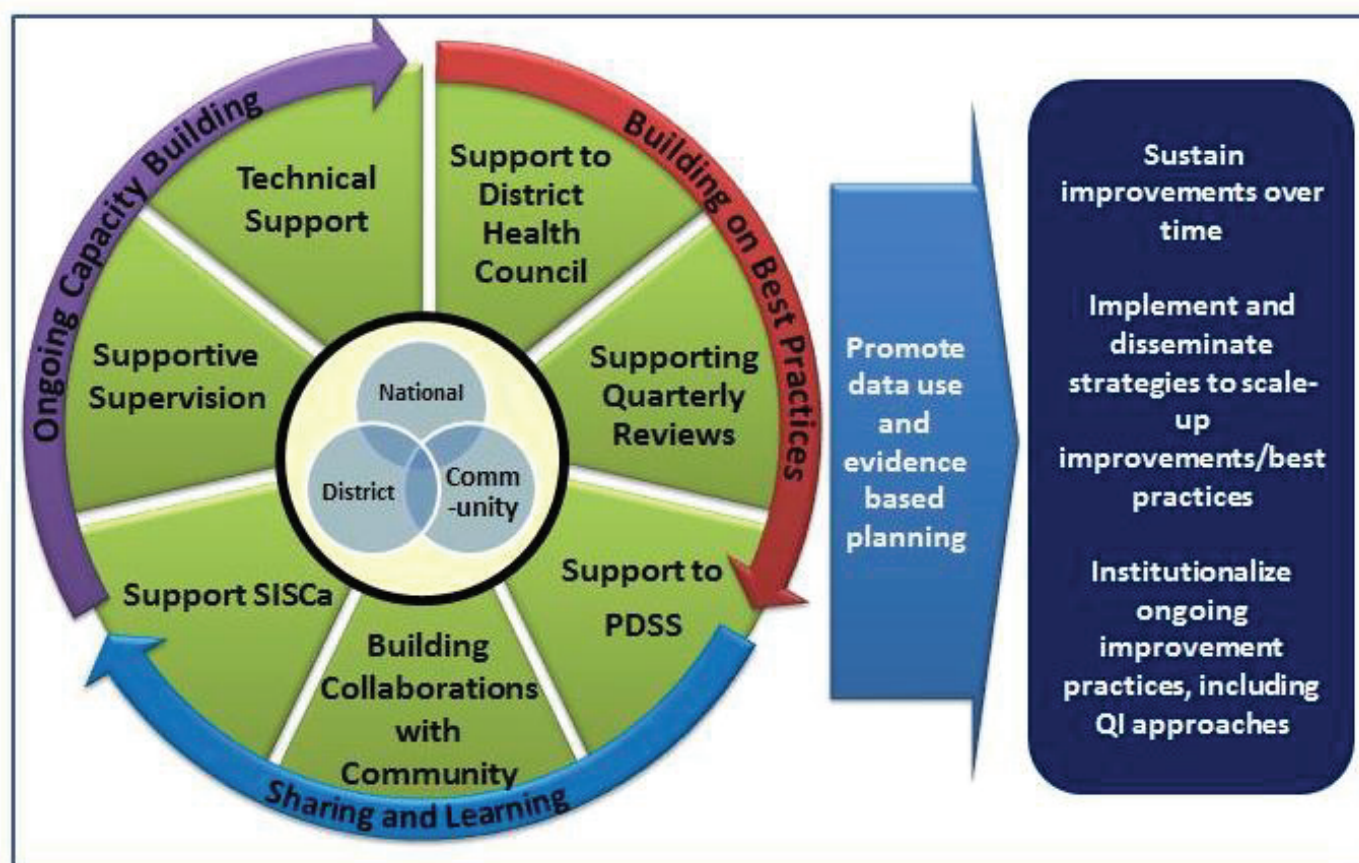 Ongoing Capacity Building
Building on Best Practices
Sharing and Learning
Technical
Support
Support to
District
Health
Council
Supporting
Quarterly
Reviews
Support to
PDSS
Building
Collaborations
with
Community
Support SISCa
Supportive
Supervision
National
District
Comm
-unity
Promote
data use
and
evidence
based
planning
Sustain
improvements over
time
Implement and
disseminate
strategies to scale-
up
improvements/best
practices
Institutionalize
ongoing
improvement
practices, including
QI approaches